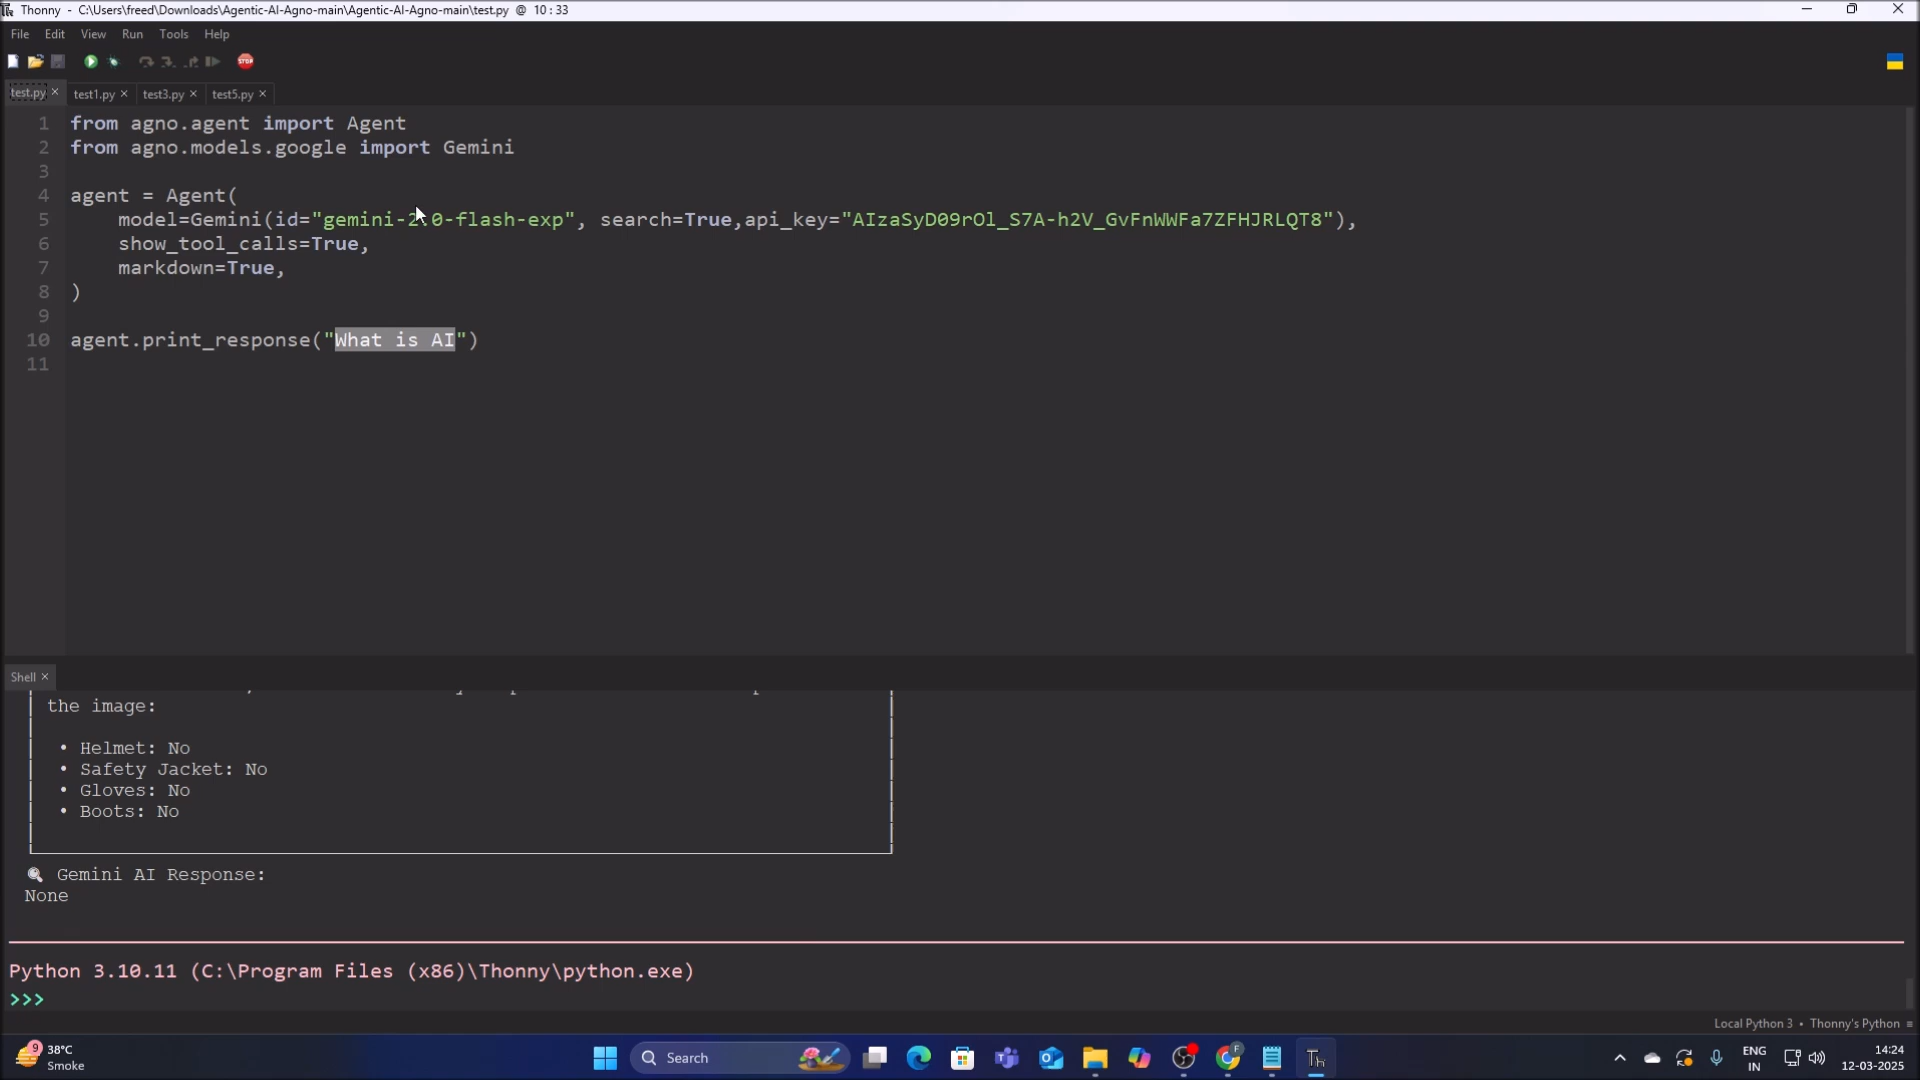 Thonny - C:\Users\freed\Downloads\Agentic-AI-Agno-main\Agentic-AI-Agno-main\test.py @ 10:33
File Edit View Run Tools Help
STOP
test.py × test1.py × test3.py × test5.py ×
1 from agno.agent import Agent
2 from agno.models.google import Gemini
3
4 agent = Agent(
5 model=Gemini(id="gemini-2.0-flash-exp", search=True,api_key="AIzaSyD09rOl_S7A-h2V_GvFnWWFa7ZFHJRLQT8"),
6 show_tool_calls=True,
7 markdown=True,
8 )
9
10 agent.print_response("What is AI")
11
Shell ×
the image:
• Helmet: No
• Safety Jacket: No
• Gloves: No
• Boots: No
Gemini AI Response:
None
Python 3.10.11 (C:\Program Files (x86)\Thonny\python.exe)
>>>
Local Python 3 • Thonny's Python ≡
9 38°C
Smoke
Search
F
Th
ENG
IN
14:24
12-03-2025